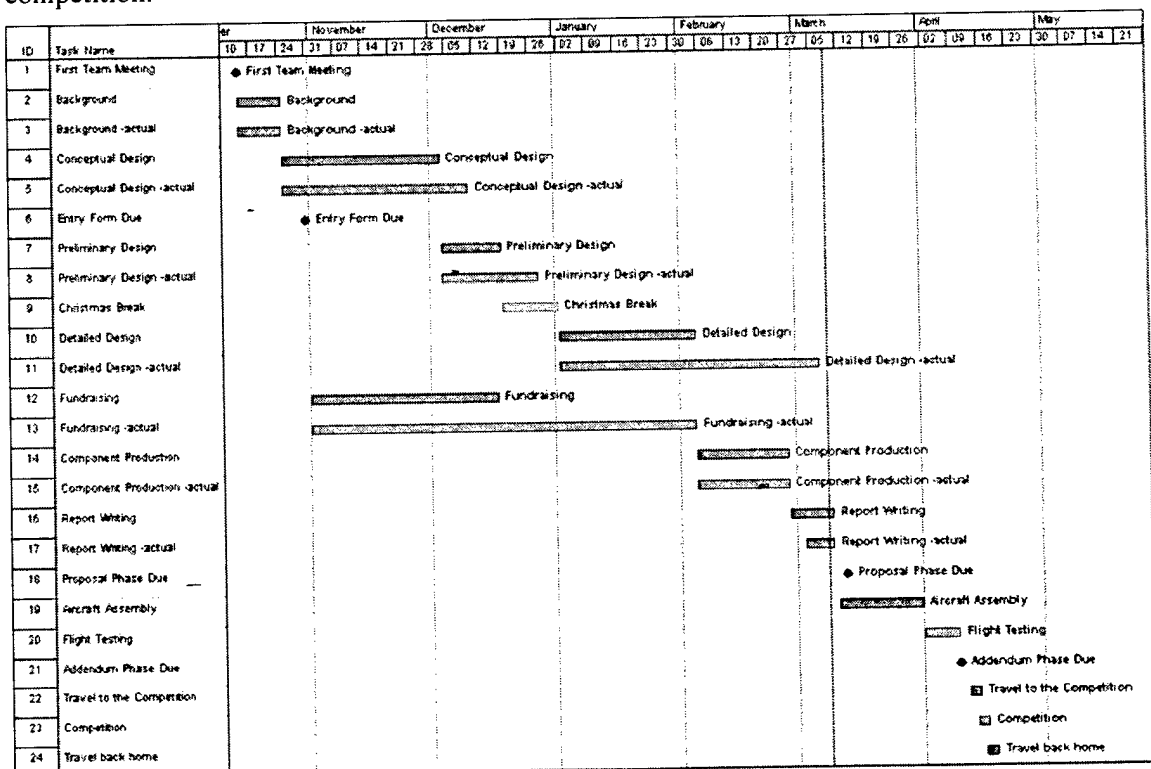 competition.
er November December January February March April May
ID Task Name 10 17 24 31 07 14 21 28 05 12 19 26 02 09 16 23 30 06 13 20 27 05 12 19 26 02 09 16 23 30 07 14 21
1 First Team Meeting First Team Meeting
2 Background Background
3 Background -actual Background -actual
4 Conceptual Design Conceptual Design
5 Conceptual Design -actual Conceptual Design -actual
6 Entry Form Due Entry Form Due
7 Preliminary Design Preliminary Design
8 Preliminary Design -actual Preliminary Design -actual
9 Christmas Break Christmas Break
10 Detailed Design Detailed Design
11 Detailed Design -actual Detailed Design -actual
12 Fundraising Fundraising
13 Fundraising -actual Fundraising -actual
14 Component Production Component Production
15 Component Production -actual Component Production -actual
16 Report Writing Report Writing
17 Report Writing -actual Report Writing -actual
18 Proposal Phase Due Proposal Phase Due
19 Aircraft Assembly Aircraft Assembly
20 Flight Testing Flight Testing
21 Addendum Phase Due Addendum Phase Due
22 Travel to the Competition Travel to the Competition
23 Competition Competition
24 Travel back home Travel back home